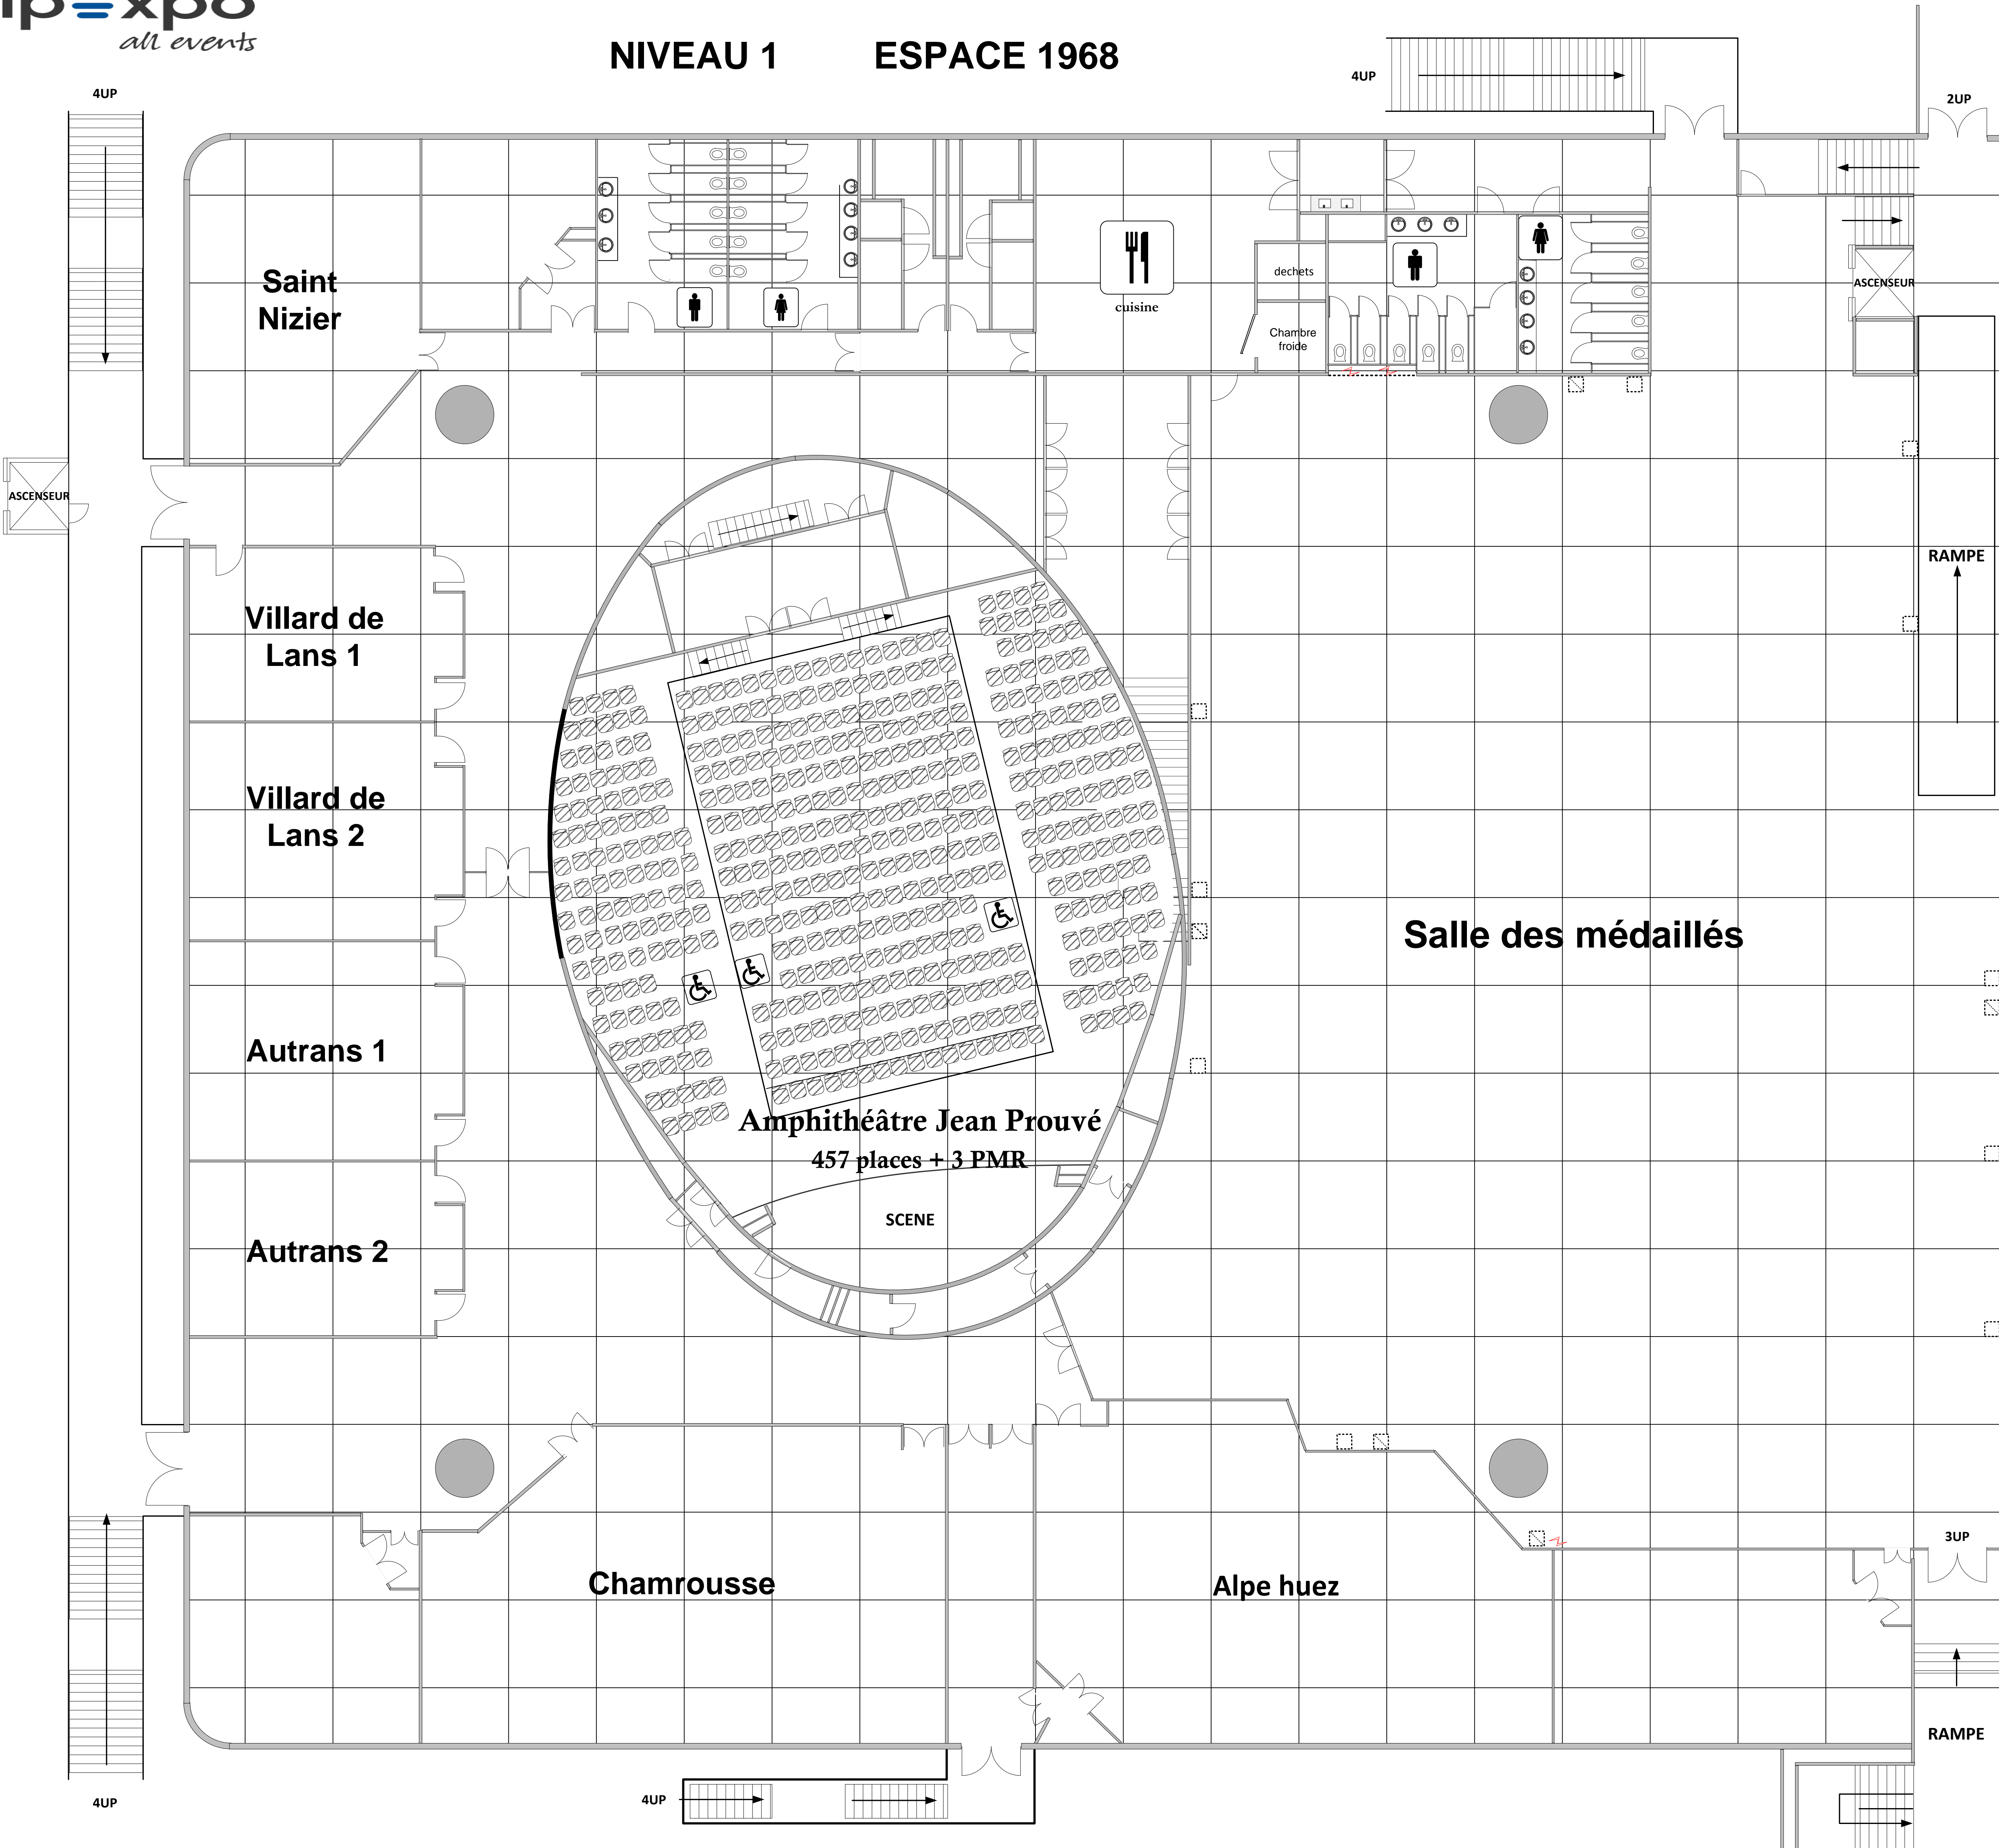 all events
NIVEAU 1 ESPACE 1968
4UP
4UP
2UP
Saint
Nizier
cuisine
dechets
Chambre
froide
ASCENSEUR
ASCENSEUR
RAMPE
Villard de
Lans 1
Villard de
Lans 2
Salle des médaillés
Autrans 1
Amphithéâtre Jean Prouvé
457 places + 3 PMR
SCENE
Autrans 2
3UP
Chamrousse
Alpe huez
RAMPE
4UP
4UP